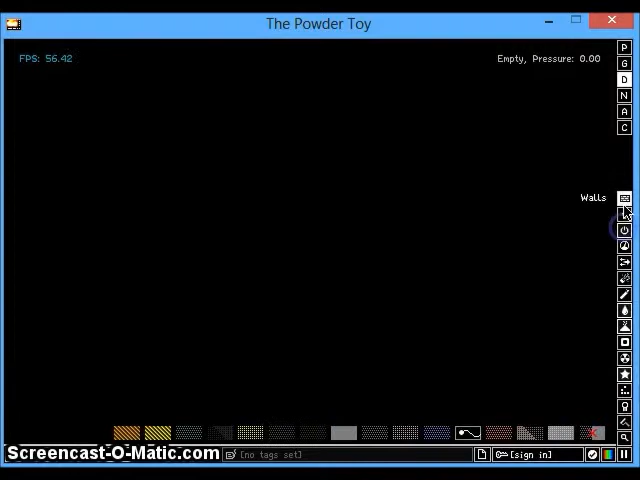 The Powder Toy
FPS: 56.42
Empty, Pressure: 0.00
P
G
D
N
A
C
Walls
Screencast-O-Matic.com
[no tags set]
[sign in]